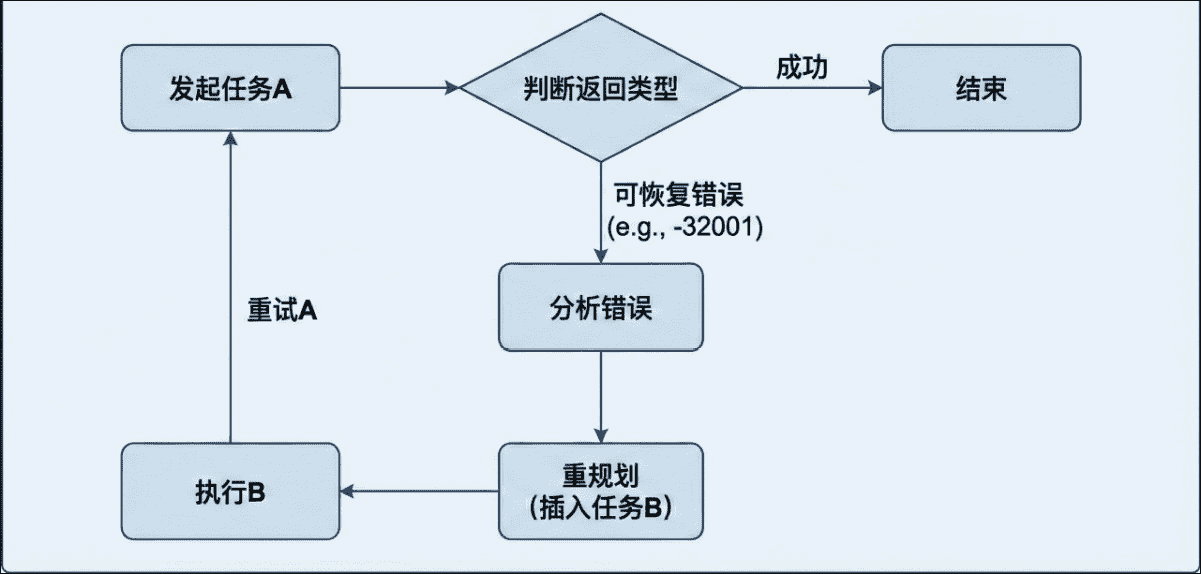 发起任务A
判断返回类型
成功
结束
可恢复错误
(e.g., -32001)
分析错误
重试A
执行B
重规划
（插入任务B）